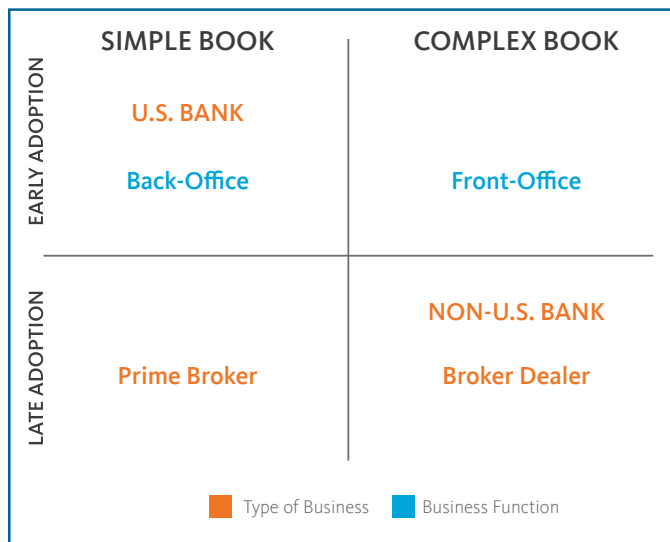 SIMPLE BOOK COMPLEX BOOK
EARLY ADOPTION
U.S. BANK
Back-Office Front-Office
LATE ADOPTION
NON-U.S. BANK
Prime Broker Broker Dealer
Type of Business Business Function